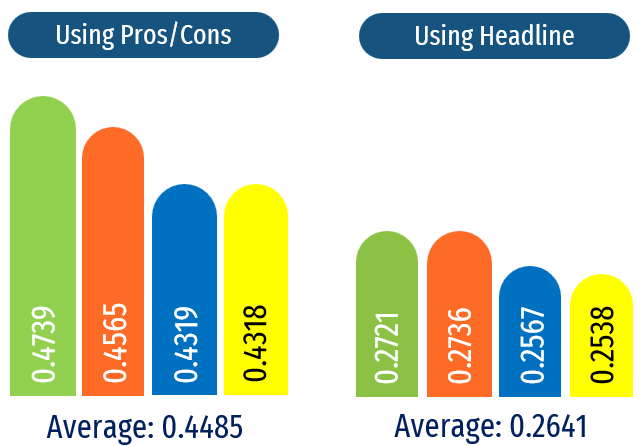 Using Pros/Cons
0.4739
0.4565
0.4319
0.4318
Average: 0.4485
Using Headline
0.2721
0.2736
0.2567
0.2538
Average: 0.2641